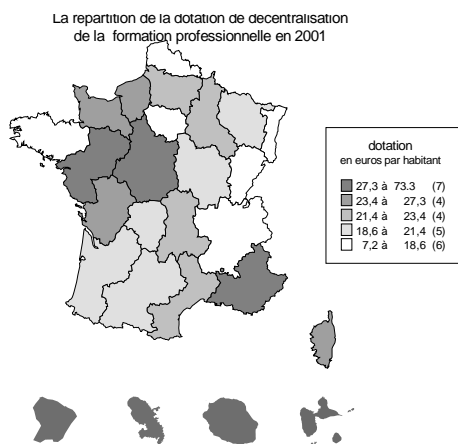 La repartition de la dotation de decentralisation
de la formation professionnelle en 2001
dotation
en euros par habitant
27,3 à 73.3 (7)
23,4 à 27,3 (4)
21,4 à 23,4 (4)
18,6 à 21,4 (5)
7,2 à 18,6 (6)